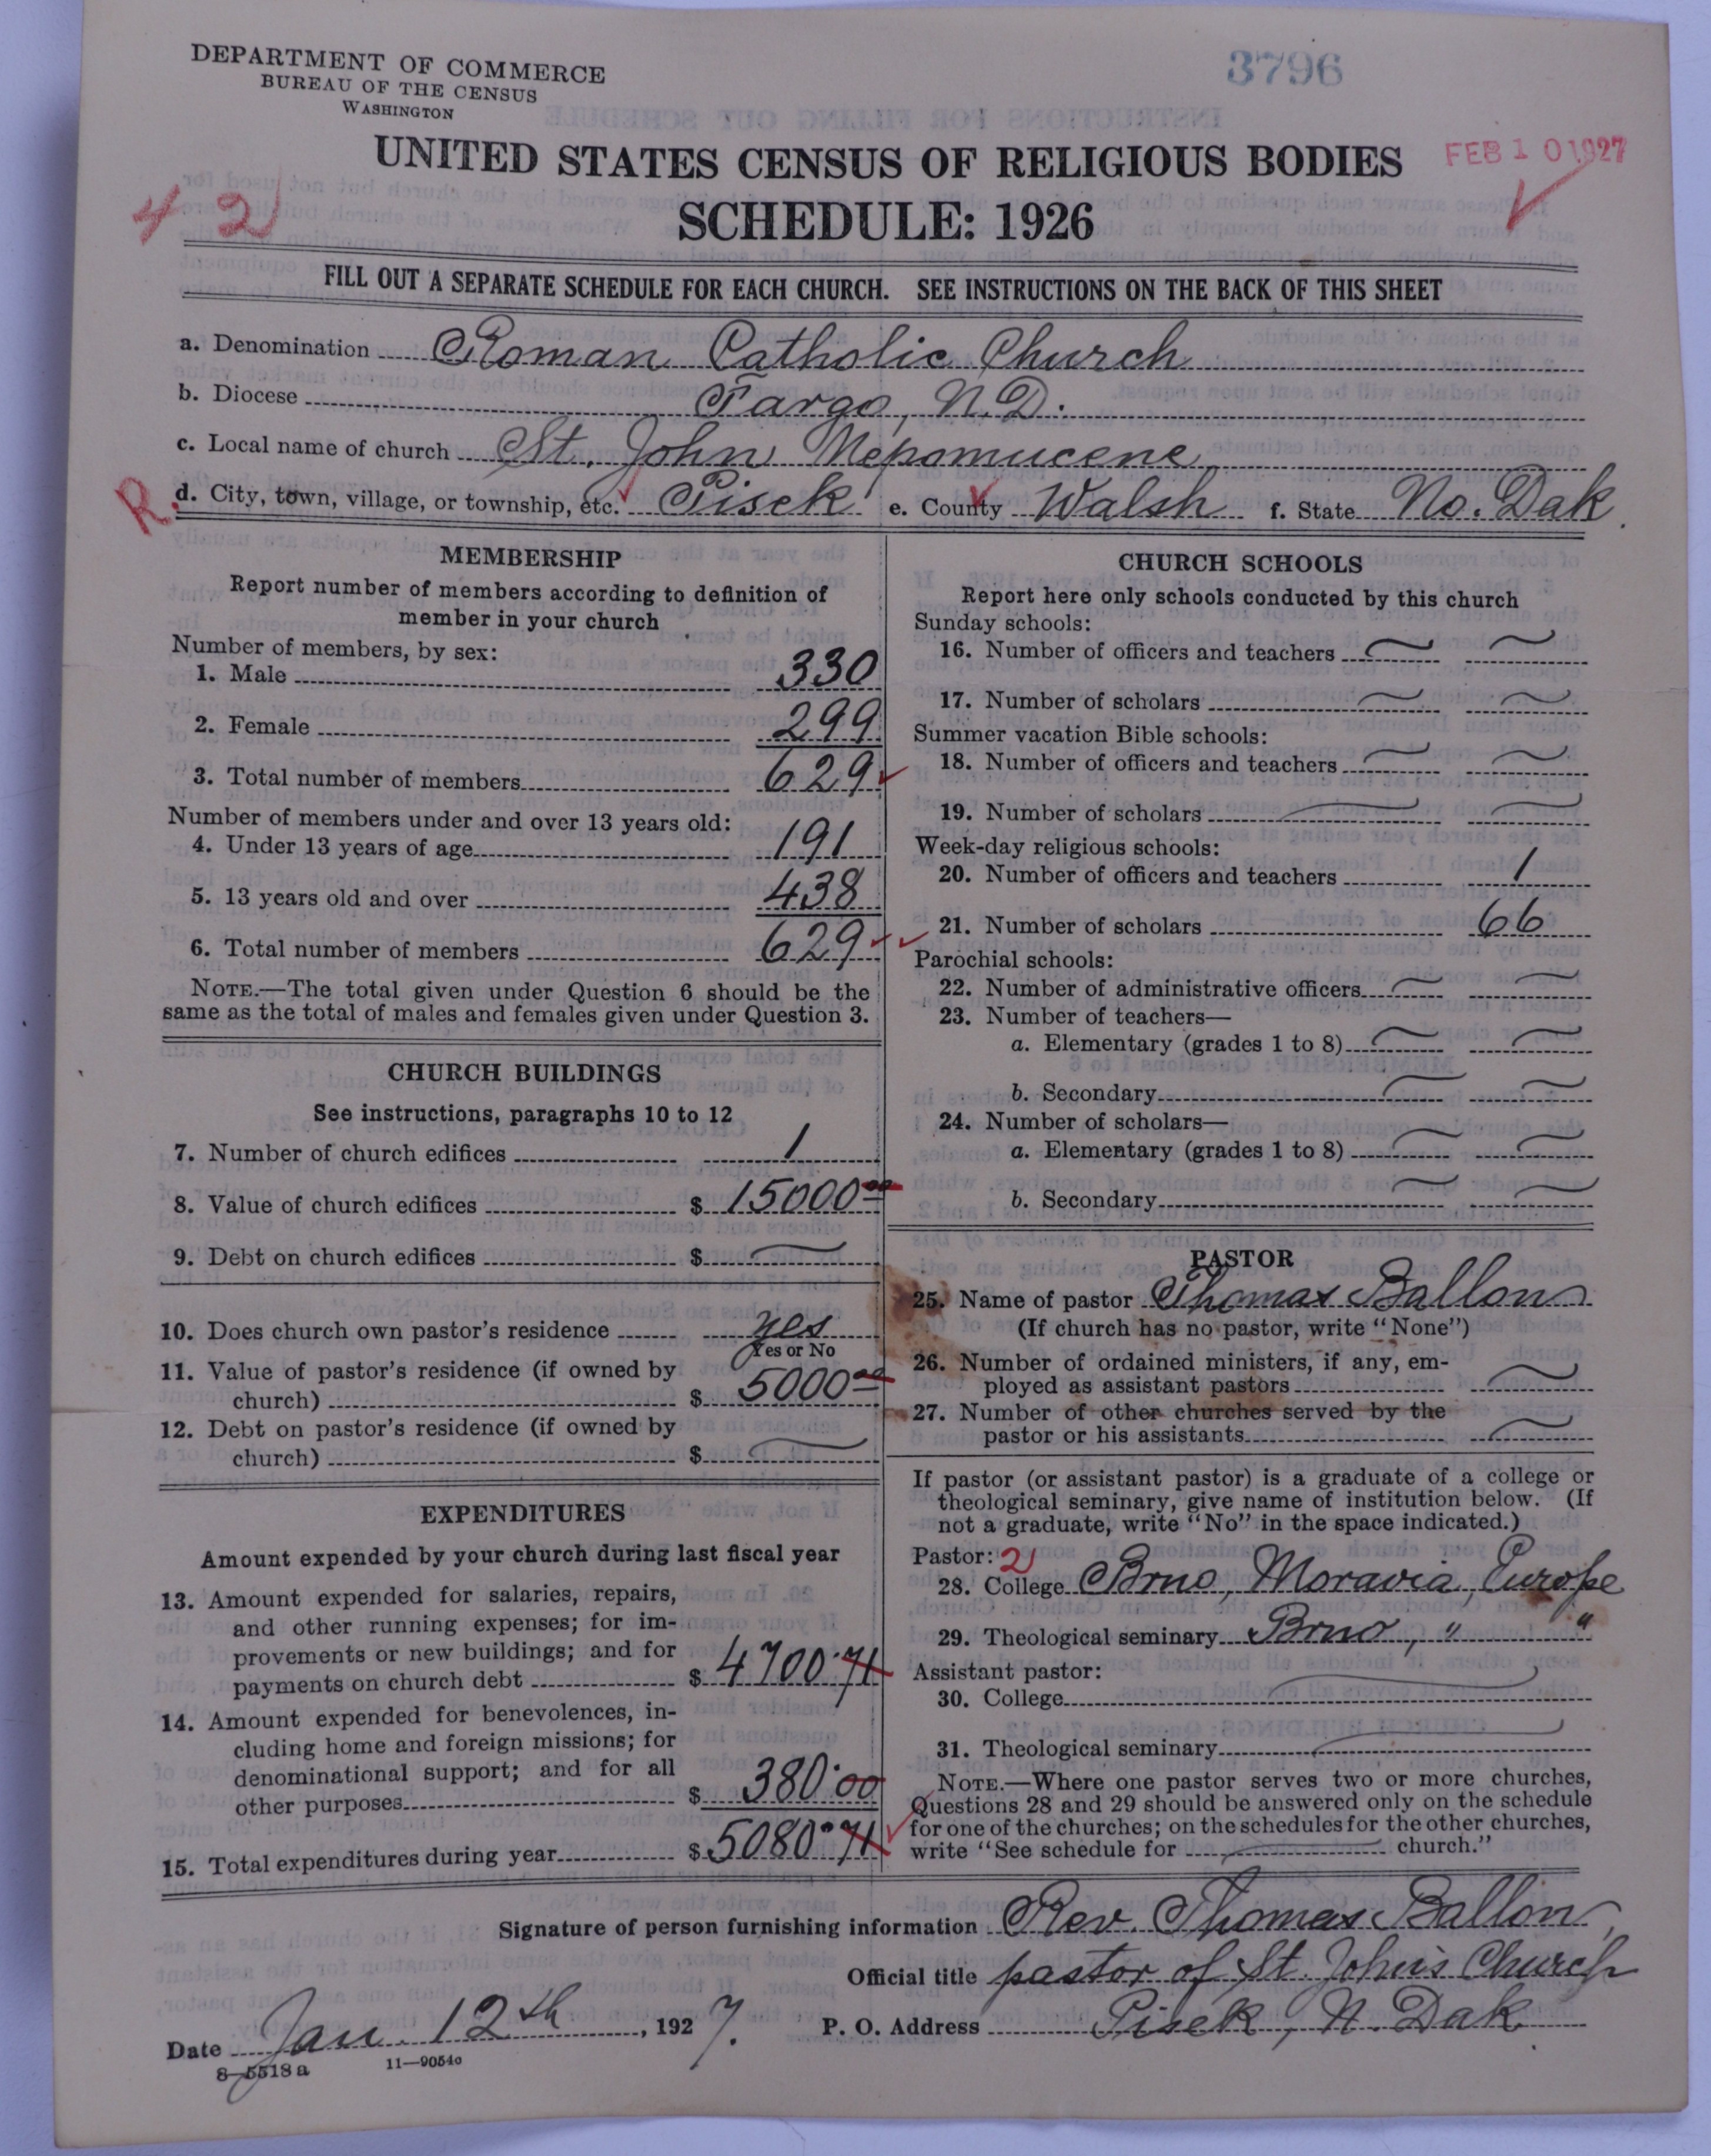 DEPARTMENT OF COMMERCE
BUREAU OF THE CENSUS
WASHINGTON
3796
UNITED STATES CENSUS OF RELIGIOUS BODIES
FEB 10 1927
4 2
SCHEDULE: 1926
FILL OUT A SEPARATE SCHEDULE FOR EACH CHURCH. SEE INSTRUCTIONS ON THE BACK OF THIS SHEET
a. Denomination Roman Catholic Church
b. Diocese Fargo, N.D.
c. Local name of church St. John Nepomucene
R. d. City, town, village, or township, etc. Pisek e. County Walsh f. State No. Dak.
MEMBERSHIP
Report number of members according to definition of
member in your church
Number of members, by sex:
1. Male 330
2. Female 299
3. Total number of members 629
Number of members under and over 13 years old:
4. Under 13 years of age 191
5. 13 years old and over 438
6. Total number of members 629
NOTE.—The total given under Question 6 should be the
same as the total of males and females given under Question 3.
CHURCH BUILDINGS
See instructions, paragraphs 10 to 12
7. Number of church edifices 1
8. Value of church edifices $ 15000.00
9. Debt on church edifices $
10. Does church own pastor's residence yes
Yes or No
11. Value of pastor's residence (if owned by
church) $ 5000.00
12. Debt on pastor's residence (if owned by
church) $
EXPENDITURES
Amount expended by your church during last fiscal year
13. Amount expended for salaries, repairs,
and other running expenses; for im-
provements or new buildings; and for
payments on church debt $ 4700.71
14. Amount expended for benevolences, in-
cluding home and foreign missions; for
denominational support; and for all
other purposes $ 380.00
15. Total expenditures during year $ 5080.71
CHURCH SCHOOLS
Report here only schools conducted by this church
Sunday schools:
16. Number of officers and teachers
17. Number of scholars
Summer vacation Bible schools:
18. Number of officers and teachers
19. Number of scholars
Week-day religious schools:
20. Number of officers and teachers 1
21. Number of scholars 66
Parochial schools:
22. Number of administrative officers
23. Number of teachers—
a. Elementary (grades 1 to 8)
b. Secondary
24. Number of scholars—
a. Elementary (grades 1 to 8)
b. Secondary
PASTOR
25. Name of pastor Thomas Ballon
(If church has no pastor, write "None")
26. Number of ordained ministers, if any, em-
ployed as assistant pastors
27. Number of other churches served by the
pastor or his assistants
If pastor (or assistant pastor) is a graduate of a college or
theological seminary, give name of institution below. (If
not a graduate, write "No" in the space indicated.)
Pastor: 2
28. College Brno, Moravia, Europe
29. Theological seminary Brno, " "
Assistant pastor:
30. College
31. Theological seminary
NOTE.—Where one pastor serves two or more churches,
Questions 28 and 29 should be answered only on the schedule
for one of the churches; on the schedules for the other churches,
write "See schedule for church."
Signature of person furnishing information Rev. Thomas Ballon,
Official title pastor of St. John's Church
Date Jan. 12th, 1927. P. O. Address Pisek, N. Dak.
8—5518 a 11—9054a